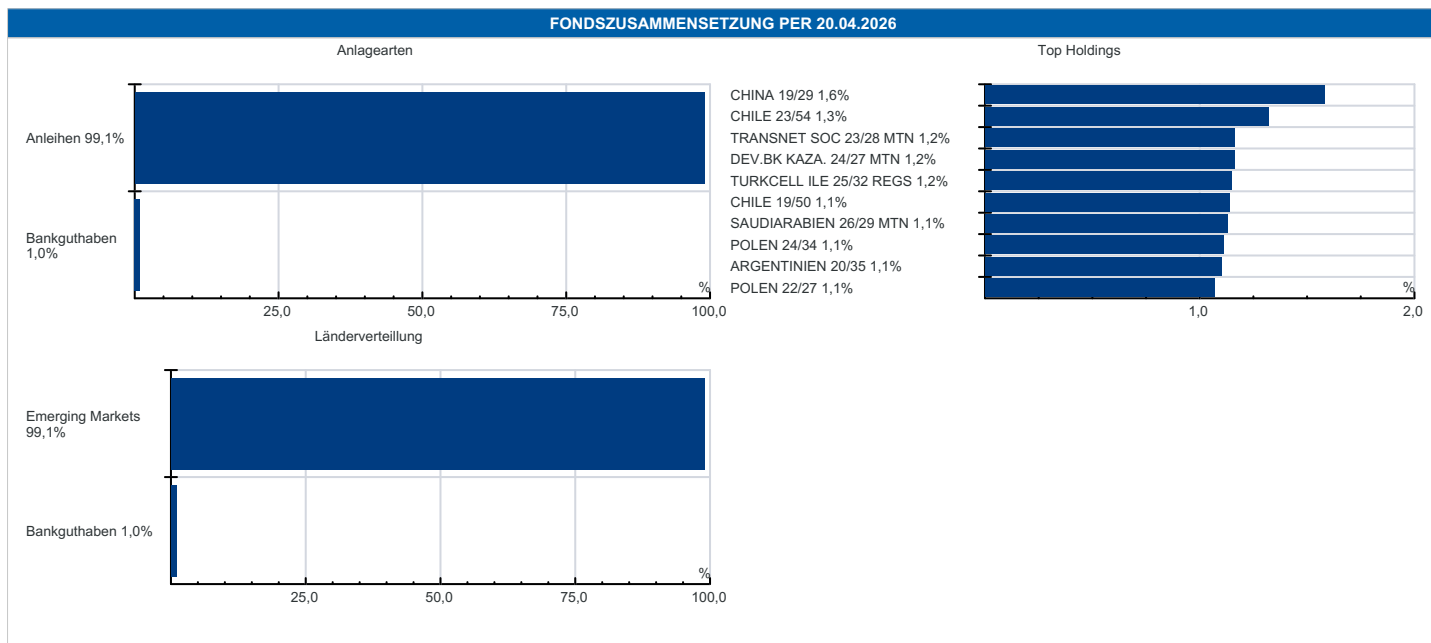 FONDSZUSAMMENSETZUNG PER 20.04.2026
Anlagearten
Anleihen 99,1%
Bankguthaben
1,0%
%
25,0 50,0 75,0 100,0
Top Holdings
CHINA 19/29 1,6%
CHILE 23/54 1,3%
TRANSNET SOC 23/28 MTN 1,2%
DEV.BK KAZA. 24/27 MTN 1,2%
TURKCELL ILE 25/32 REGS 1,2%
CHILE 19/50 1,1%
SAUDIARABIEN 26/29 MTN 1,1%
POLEN 24/34 1,1%
ARGENTINIEN 20/35 1,1%
POLEN 22/27 1,1%
%
1,0 2,0
Länderverteillung
Emerging Markets
99,1%
Bankguthaben 1,0%
%
25,0 50,0 75,0 100,0